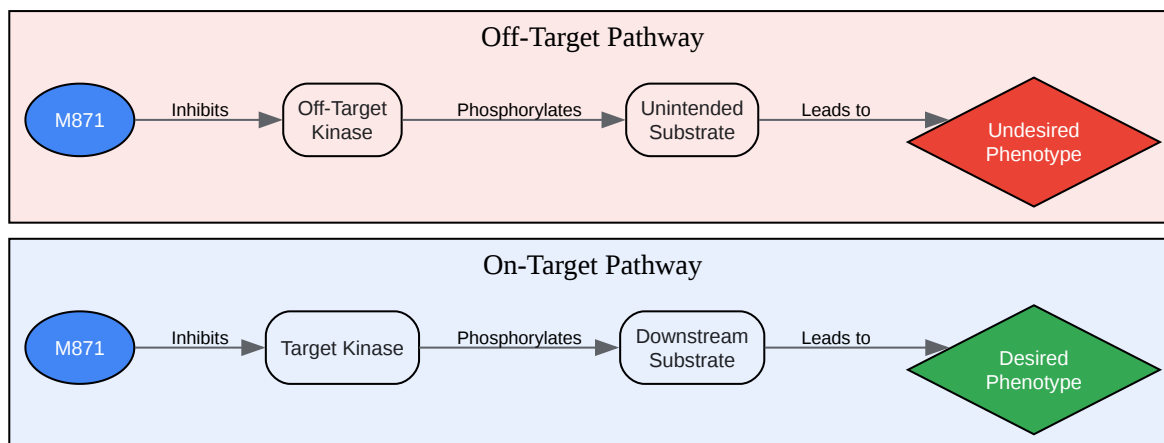 Off-Target Pathway
M871
Inhibits
Off-Target
Kinase
Phosphorylates
Unintended
Substrate
Leads to
Undesired
Phenotype
On-Target Pathway
M871
Inhibits
Target Kinase
Phosphorylates
Downstream
Substrate
Leads to
Desired
Phenotype